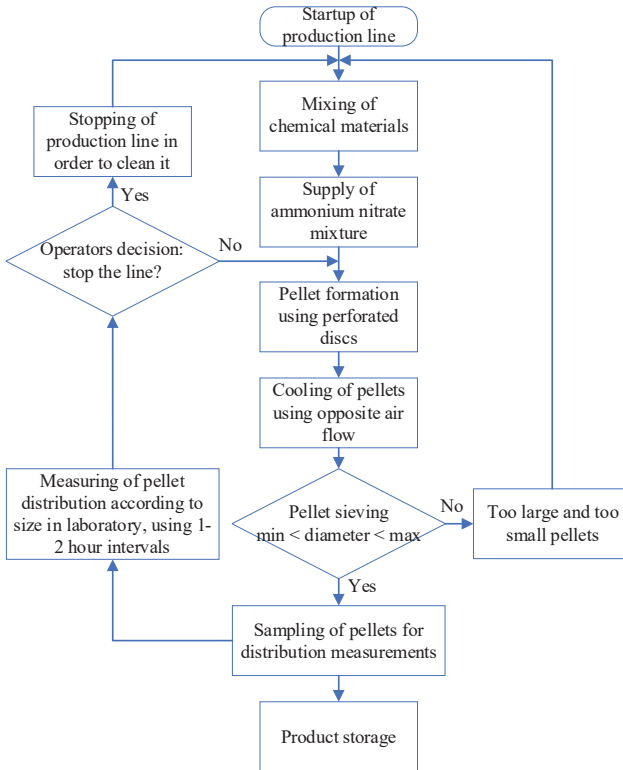 Startup of
production line
Mixing of
chemical materials
Stopping of
production line in
order to clean it
Yes
Supply of
ammonium nitrate
mixture
Operators decision:
stop the line?
No
Pellet formation
using perforated
discs
Cooling of pellets
using opposite air
flow
Measuring of pellet
distribution according to
size in laboratory, using 1-
2 hour intervals
Pellet sieving
min < diameter < max
No
Too large and too
small pellets
Yes
Sampling of pellets for
distribution measurements
Product storage